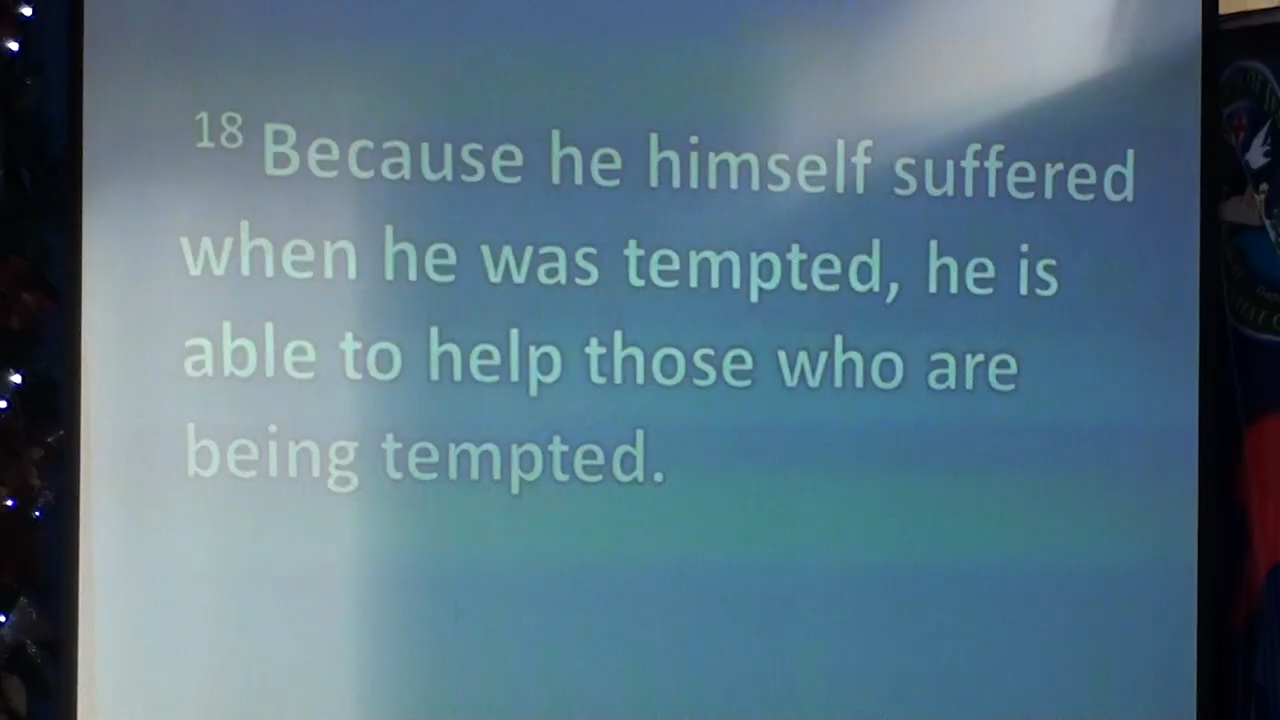 18 Because he himself suffered
when he was tempted, he is
able to help those who are
being tempted.